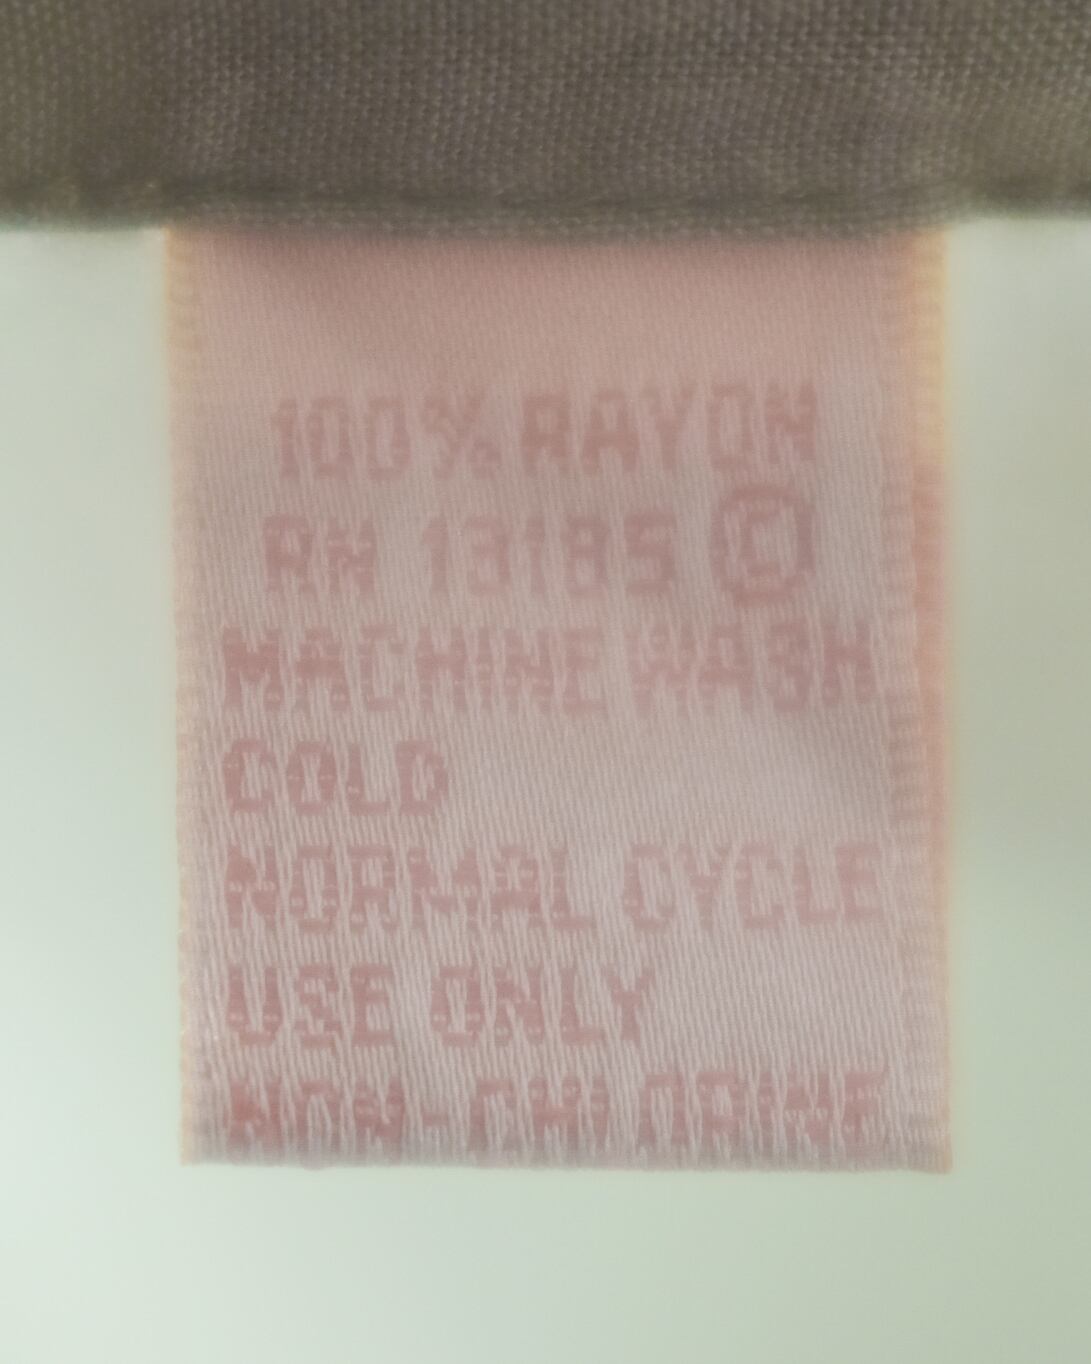 100% RAYON
RN 13185 ©
MACHINE WASH
COLD
NORMAL CYCLE
USE ONLY
NON-CHLORINE